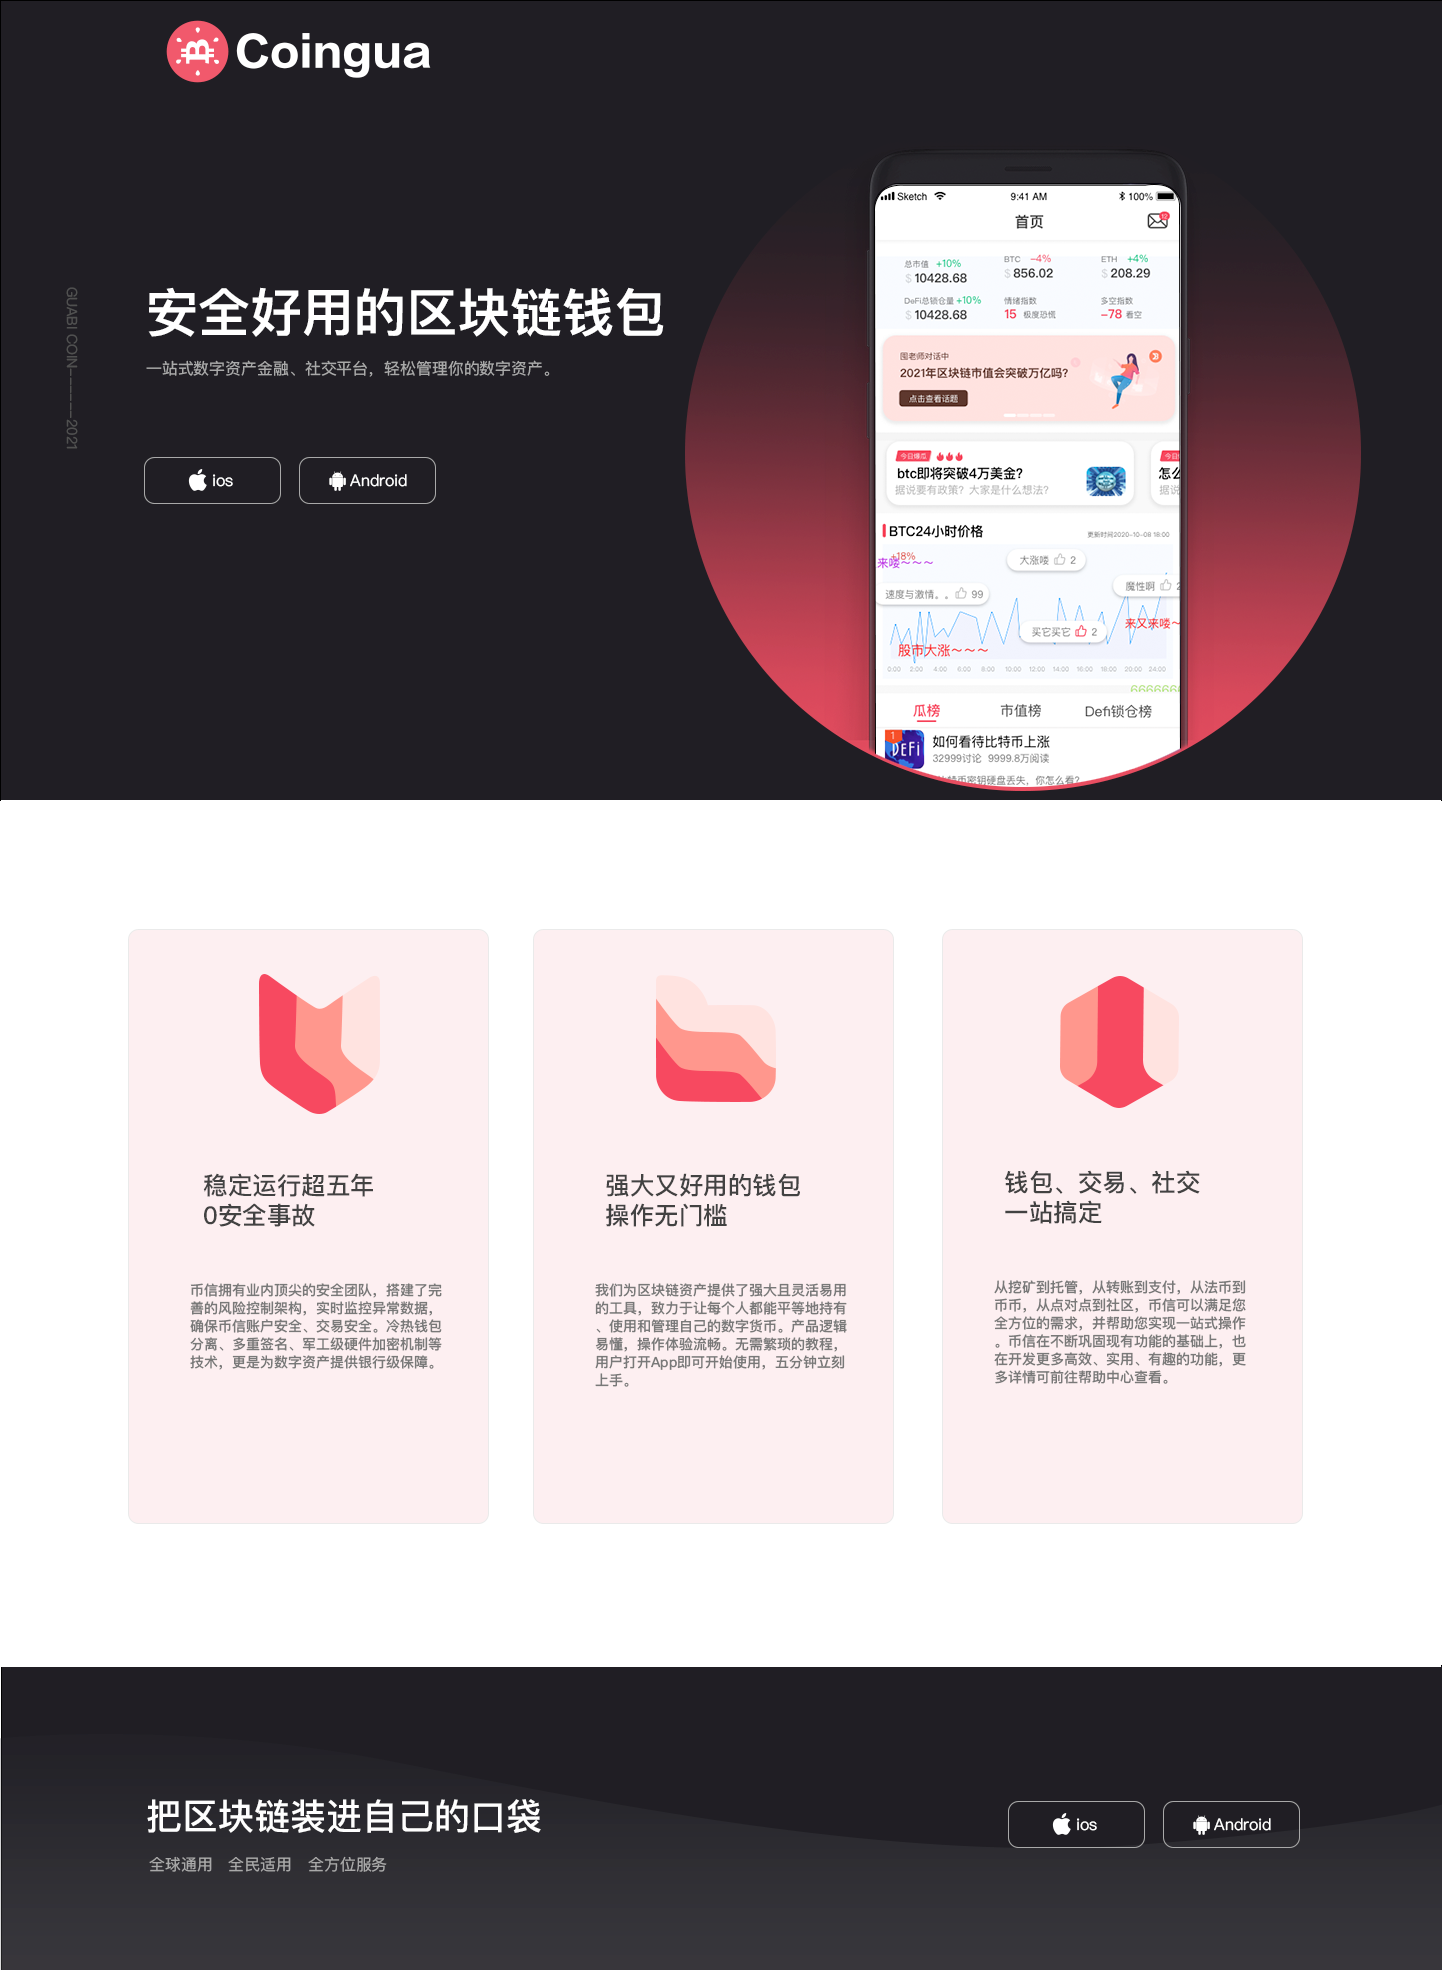 Coingua
安全好用的区块链钱包
一站式数字资产金融、社交平台，轻松管理你的数字资产。
GUABI COIN————2021
ios
Android
Sketch 9:41 AM 100%
首页
12
总市值 +10%
$ 10428.68
BTC -4%
$ 856.02
ETH +4%
$ 208.29
DeFi总锁仓量 +10%
$ 10428.68
情绪指数
15 极度恐慌
多空指数
-78 看空
囤老师对话中
2021年区块链市值会突破万亿吗?
点击查看话题
今日爆瓜
btc即将突破4万美金?
据说要有政策? 大家是什么想法?
今日
怎么
据说
BTC24小时价格
更新时间2020-10-08 18:00
+18%
来喽～～～
大涨喽 2
魔性啊 2
速度与激情。。 99
来又来喽～
买它买它 2
股市大涨～～～
0:00 2:00 4:00 6:00 8:00 10:00 12:00 14:00 16:00 18:00 20:00 24:00
6666666
瓜榜 市值榜 Defi锁仓榜
1
DEFi
如何看待比特币上涨
32999讨论 9999.8万阅读
特币密钥硬盘丢失，你怎么看?
稳定运行超五年
0安全事故
币信拥有业内顶尖的安全团队，搭建了完
善的风险控制架构，实时监控异常数据，
确保币信账户安全、交易安全。冷热钱包
分离、多重签名、军工级硬件加密机制等
技术，更是为数字资产提供银行级保障。
强大又好用的钱包
操作无门槛
我们为区块链资产提供了强大且灵活易用
的工具，致力于让每个人都能平等地持有
、使用和管理自己的数字货币。产品逻辑
易懂，操作体验流畅。无需繁琐的教程，
用户打开App即可开始使用，五分钟立刻
上手。
钱包、交易、社交
一站搞定
从挖矿到托管，从转账到支付，从法币到
币币，从点对点到社区，币信可以满足您
全方位的需求，并帮助您实现一站式操作
。币信在不断巩固现有功能的基础上，也
在开发更多高效、实用、有趣的功能，更
多详情可前往帮助中心查看。
把区块链装进自己的口袋
全球通用 全民适用 全方位服务
ios
Android